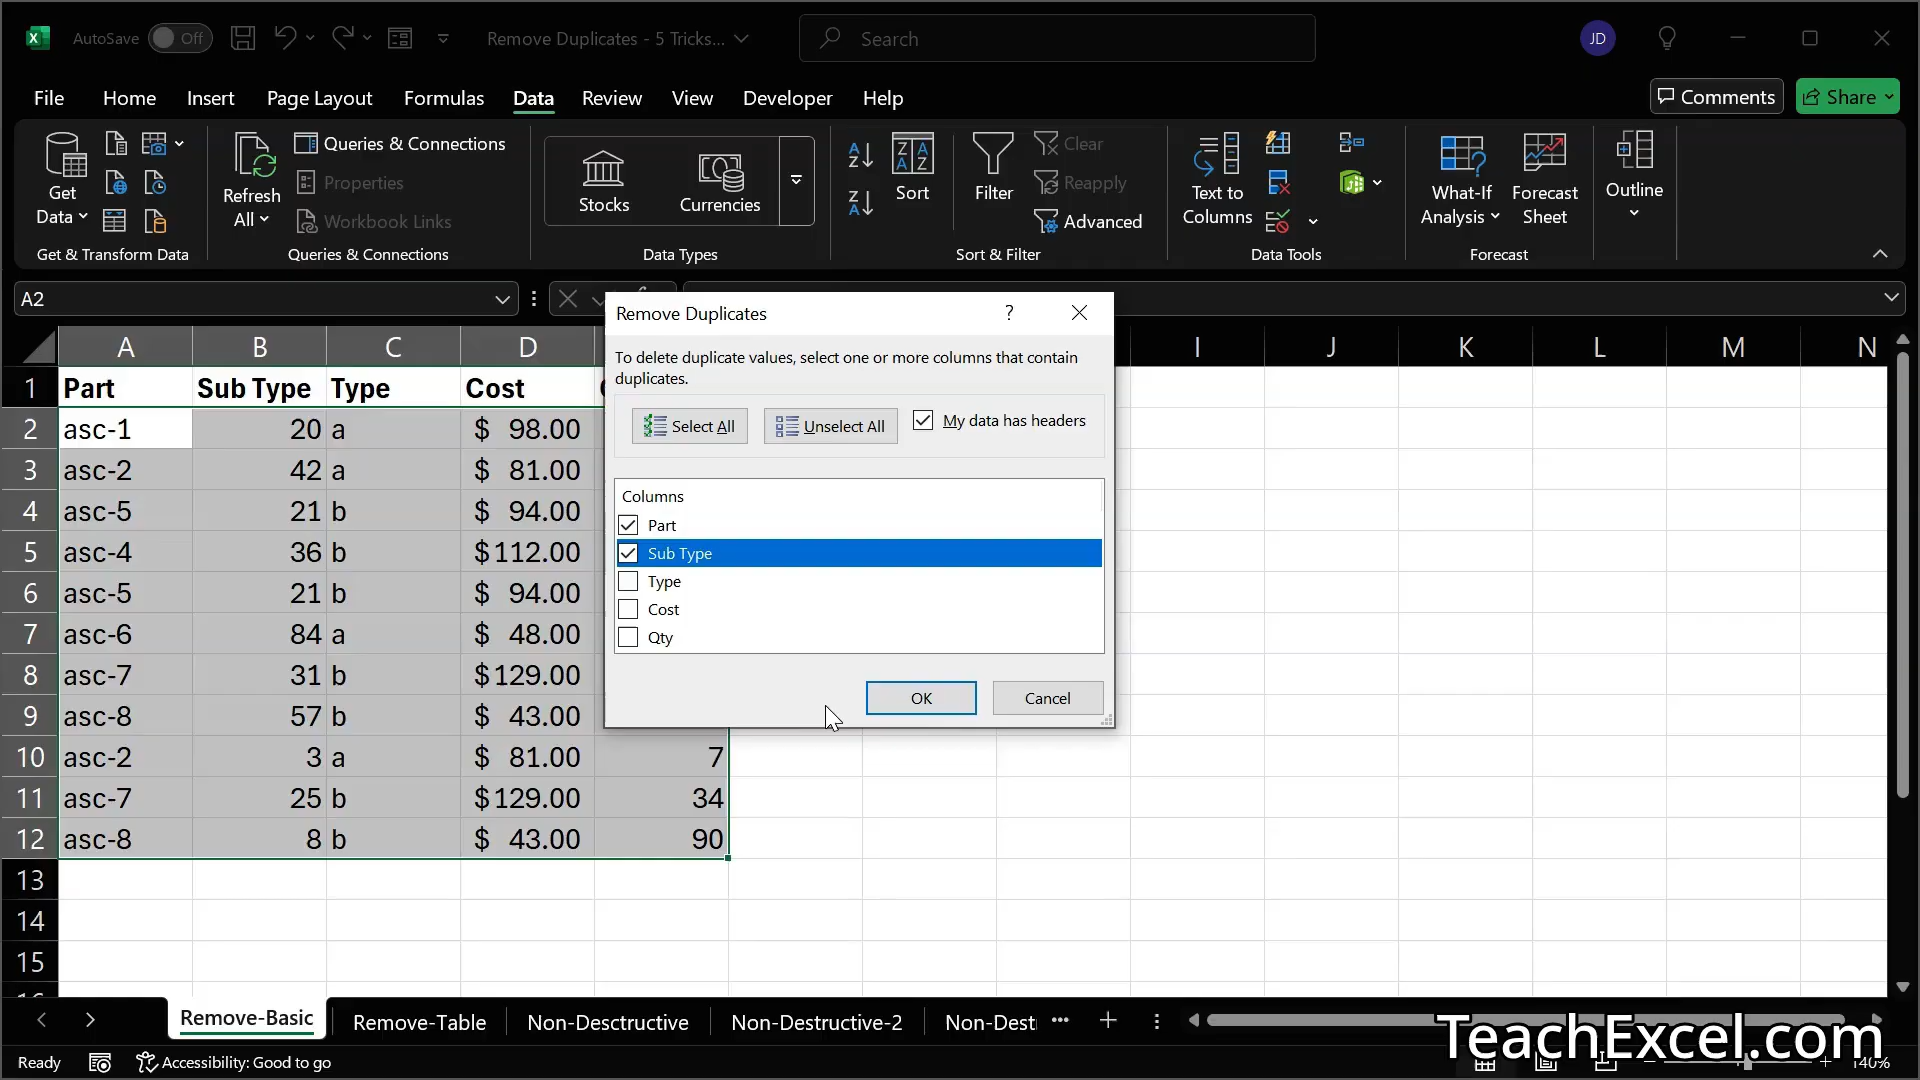 AutoSave Off Remove Duplicates - 5 Tricks... Search JD
File Home Insert Page Layout Formulas Data Review View Developer Help Comments Share
Get Data
Refresh All
Queries & Connections
Properties
Workbook Links
Stocks Currencies
Sort
Filter
Clear
Reapply
Advanced
Text to Columns
What-If Analysis
Forecast Sheet
Outline
Get & Transform Data Queries & Connections Data Types Sort & Filter Data Tools Forecast
A2
Remove Duplicates ?
To delete duplicate values, select one or more columns that contain
duplicates.
Select All Unselect All My data has headers
Columns
Part
Sub Type
Type
Cost
Qty
OK Cancel
A B C D I J K L M N
1 Part Sub Type Type Cost
2 asc-1 20 a $ 98.00
3 asc-2 42 a $ 81.00
4 asc-5 21 b $ 94.00
5 asc-4 36 b $112.00
6 asc-5 21 b $ 94.00
7 asc-6 84 a $ 48.00
8 asc-7 31 b $129.00
9 asc-8 57 b $ 43.00
10 asc-2 3 a $ 81.00 7
11 asc-7 25 b $129.00 34
12 asc-8 8 b $ 43.00 90
13
14
15
Remove-Basic Remove-Table Non-Desctructive Non-Destructive-2 Non-Dest
TeachExcel.com
Ready Accessibility: Good to go 140%